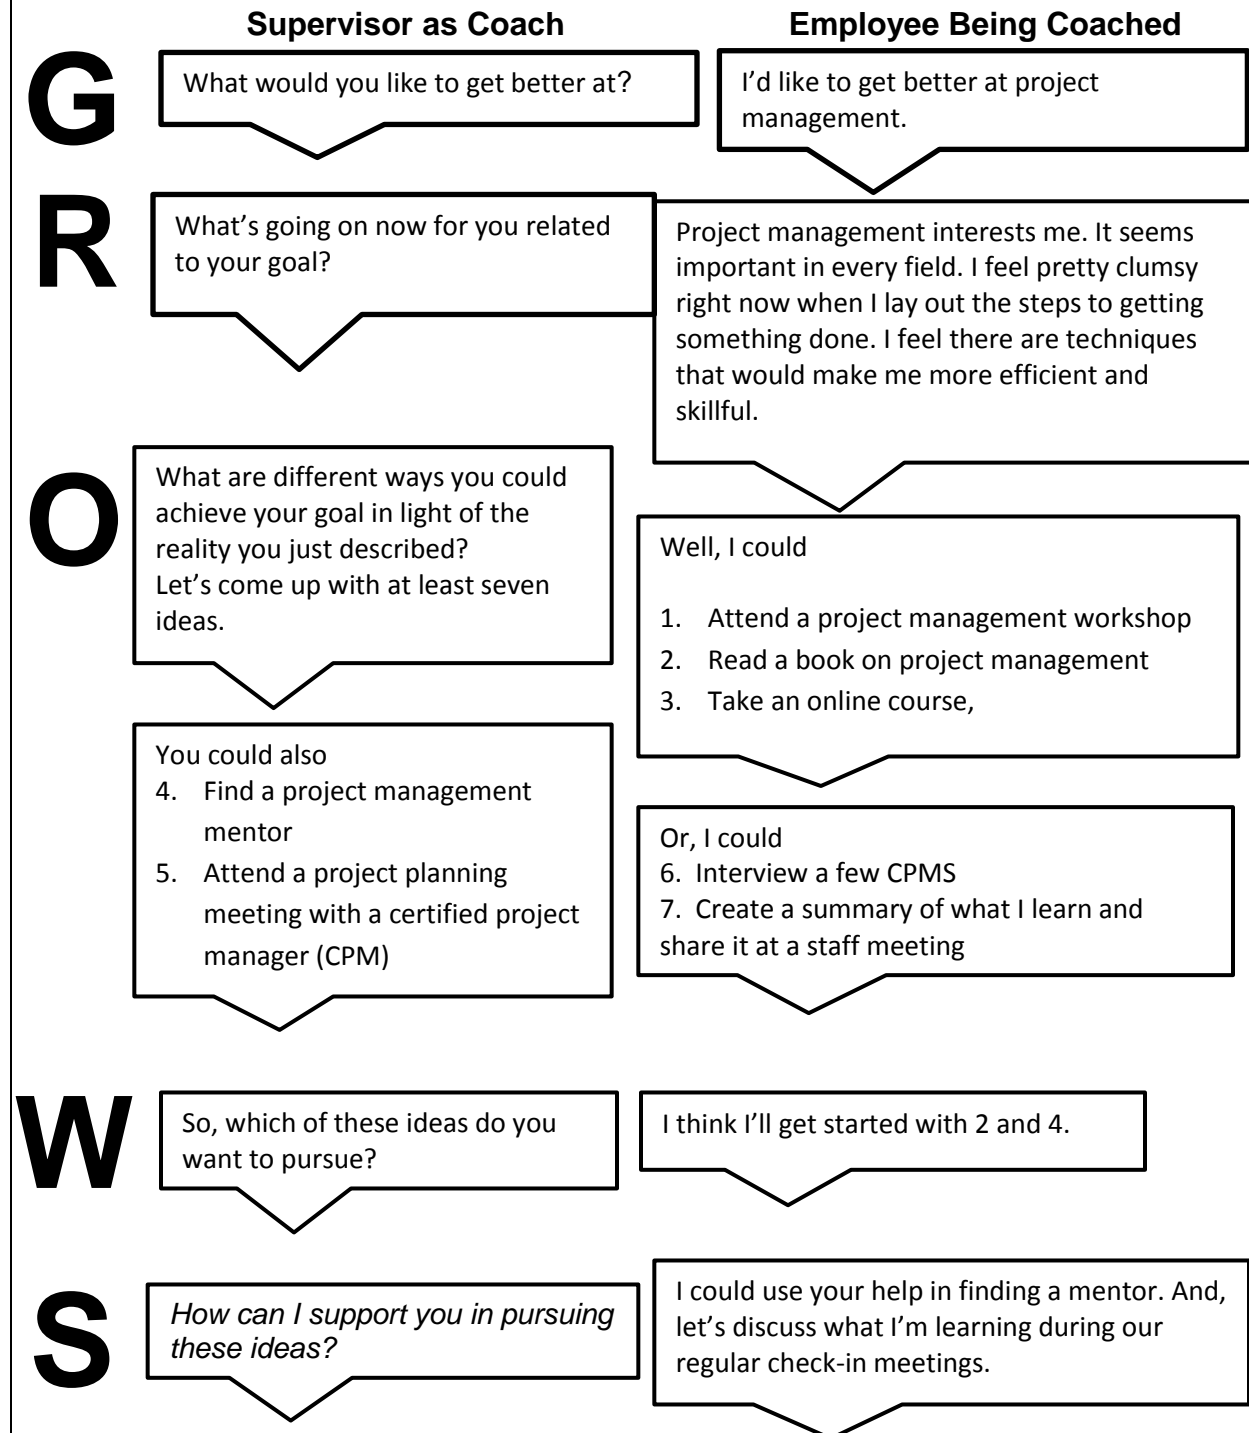 Supervisor as Coach
Employee Being Coached
G
What would you like to get better at?
I'd like to get better at project
management.
R
What's going on now for you related
to your goal?
Project management interests me. It seems
important in every field. I feel pretty clumsy
right now when I lay out the steps to getting
something done. I feel there are techniques
that would make me more efficient and
skillful.
O
What are different ways you could
achieve your goal in light of the
reality you just described?
Let's come up with at least seven
ideas.
Well, I could
1. Attend a project management workshop
2. Read a book on project management
3. Take an online course,
You could also
4. Find a project management
mentor
5. Attend a project planning
meeting with a certified project
manager (CPM)
Or, I could
6. Interview a few CPMS
7. Create a summary of what I learn and
share it at a staff meeting
W
So, which of these ideas do you
want to pursue?
I think I'll get started with 2 and 4.
S
How can I support you in pursuing
these ideas?
I could use your help in finding a mentor. And,
let's discuss what I'm learning during our
regular check-in meetings.